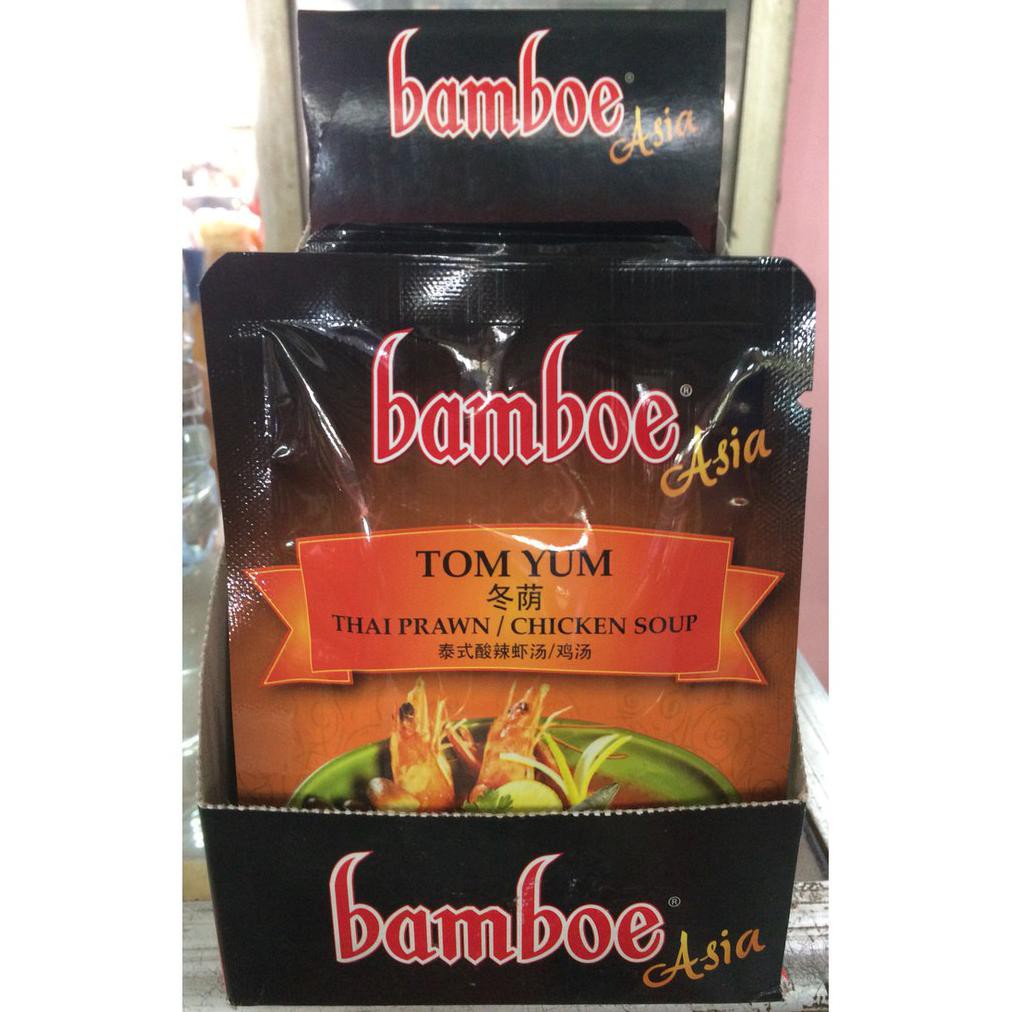 bamboe®
Asia
bamboe®
Asia
TOM YUM
冬荫
THAI PRAWN / CHICKEN SOUP
泰式酸辣虾汤/鸡汤
bamboe®
Asia